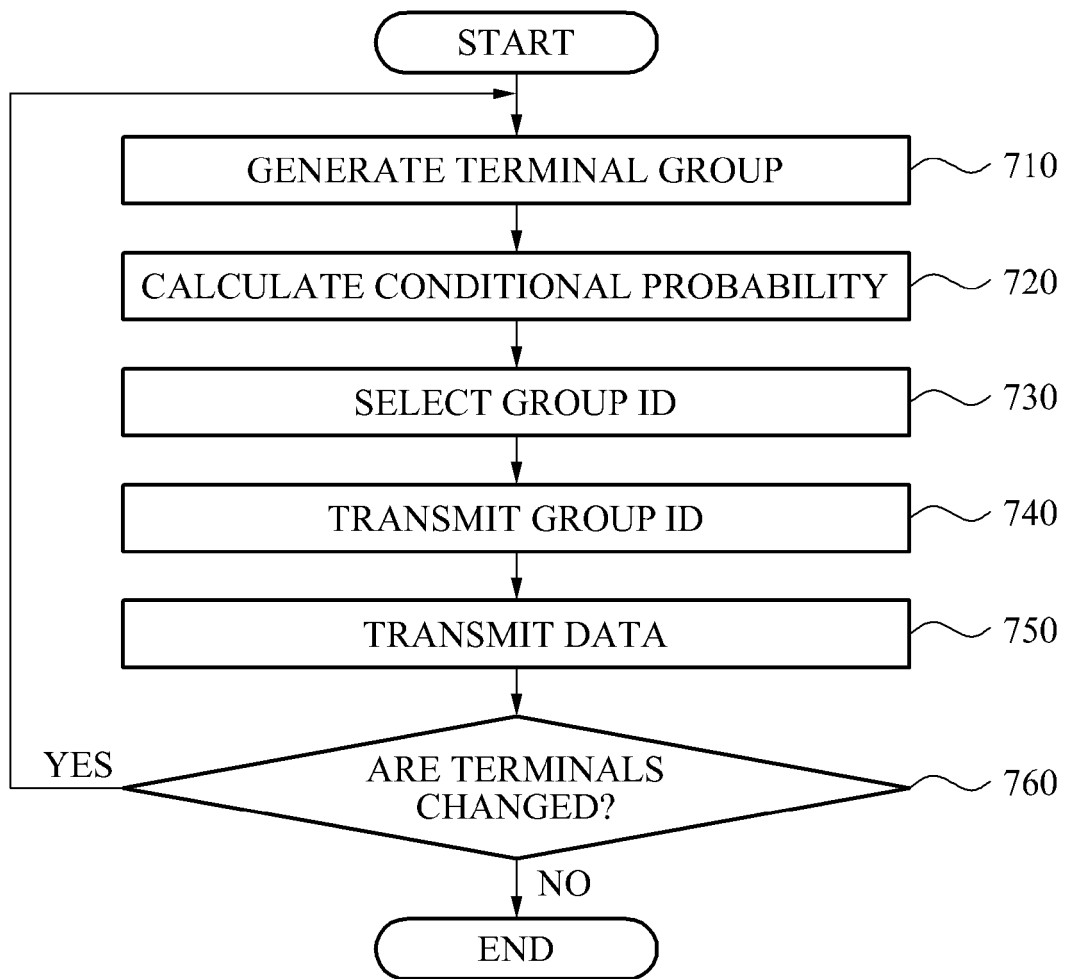 START
GENERATE TERMINAL GROUP
710
CALCULATE CONDITIONAL PROBABILITY
720
SELECT GROUP ID
730
TRANSMIT GROUP ID
740
TRANSMIT DATA
750
YES
ARE TERMINALS
CHANGED?
760
NO
END